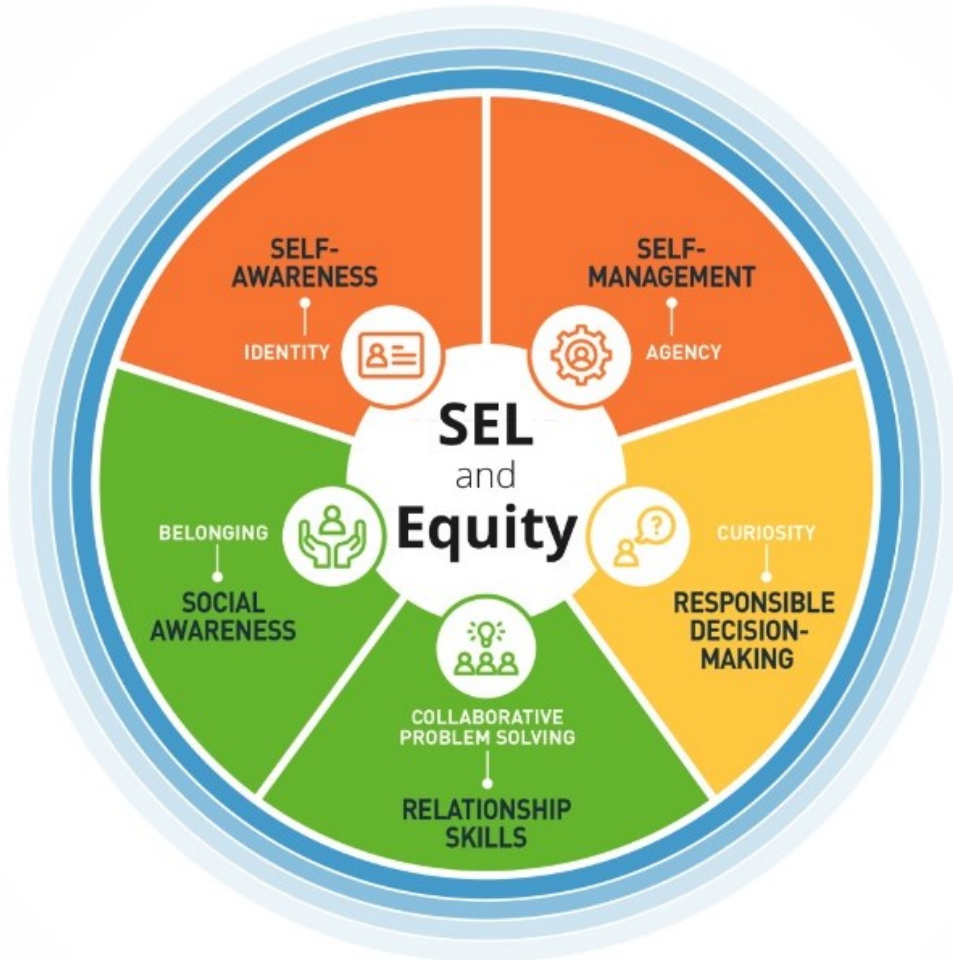 SELF-
AWARENESS
IDENTITY
SELF-
MANAGEMENT
AGENCY
SEL
and
Equity
BELONGING
SOCIAL
AWARENESS
CURIOSITY
RESPONSIBLE
DECISION-
MAKING
?
COLLABORATIVE
PROBLEM SOLVING
RELATIONSHIP
SKILLS